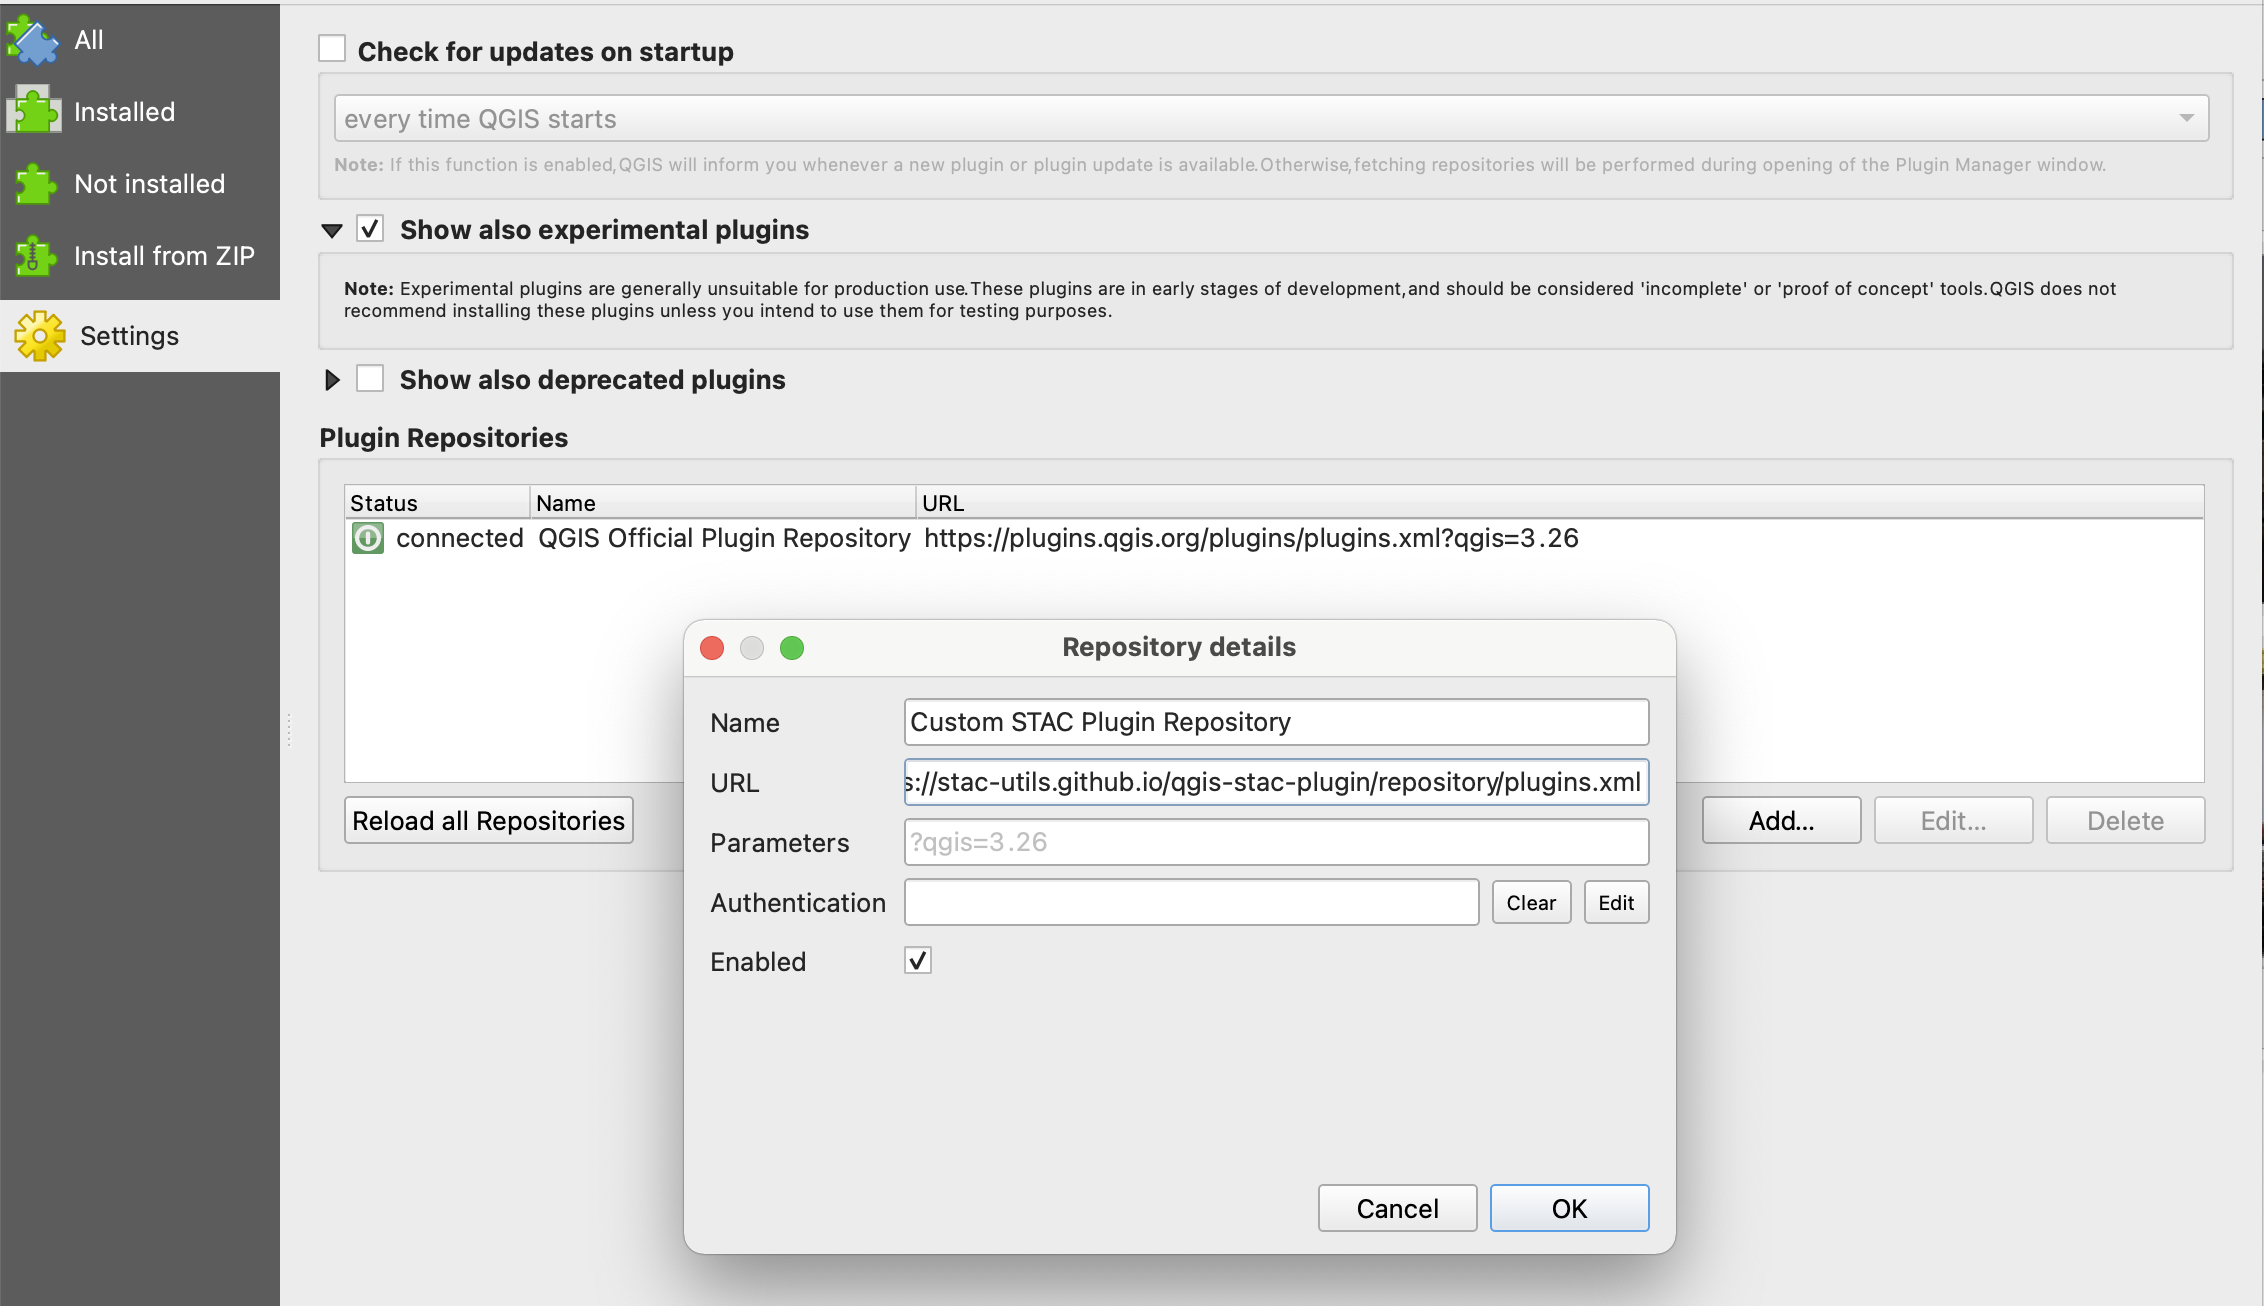 All
Installed
Not installed
Install from ZIP
Settings
Check for updates on startup
every time QGIS starts
Note: If this function is enabled,QGIS will inform you whenever a new plugin or plugin update is available.Otherwise,fetching repositories will be performed during opening of the Plugin Manager window.
Show also experimental plugins
Note: Experimental plugins are generally unsuitable for production use.These plugins are in early stages of development,and should be considered 'incomplete' or 'proof of concept' tools.QGIS does not
recommend installing these plugins unless you intend to use them for testing purposes.
Show also deprecated plugins
Plugin Repositories
Status Name URL
connected QGIS Official Plugin Repository https://plugins.qgis.org/plugins/plugins.xml?qgis=3.26
Reload all Repositories Add... Edit... Delete
Repository details
Name Custom STAC Plugin Repository
URL s://stac-utils.github.io/qgis-stac-plugin/repository/plugins.xml
Parameters ?qgis=3.26
Authentication Clear Edit
Enabled
Cancel OK